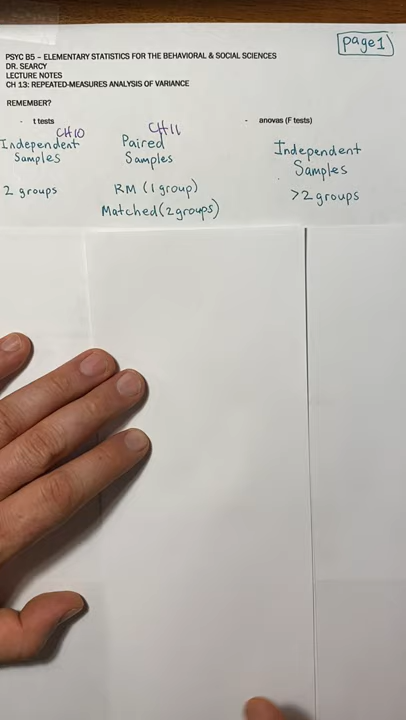 page 1
PSYC B5 – ELEMENTARY STATISTICS FOR THE BEHAVIORAL & SOCIAL SCIENCES
DR. SEARCY
LECTURE NOTES
CH 13: REPEATED-MEASURES ANALYSIS OF VARIANCE
REMEMBER?
- t tests
CH10
Independent
Samples
2 groups
CH11
Paired
Samples
RM (1 group)
Matched (2 groups)
- anovas (F tests)
Independent
Samples
>2 groups